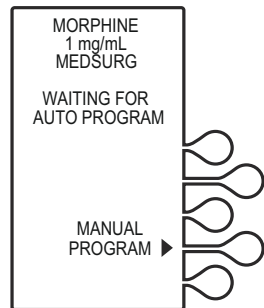 MORPHINE
1 mg/mL
MEDSURG
WAITING FOR
AUTO PROGRAM
MANUAL
PROGRAM